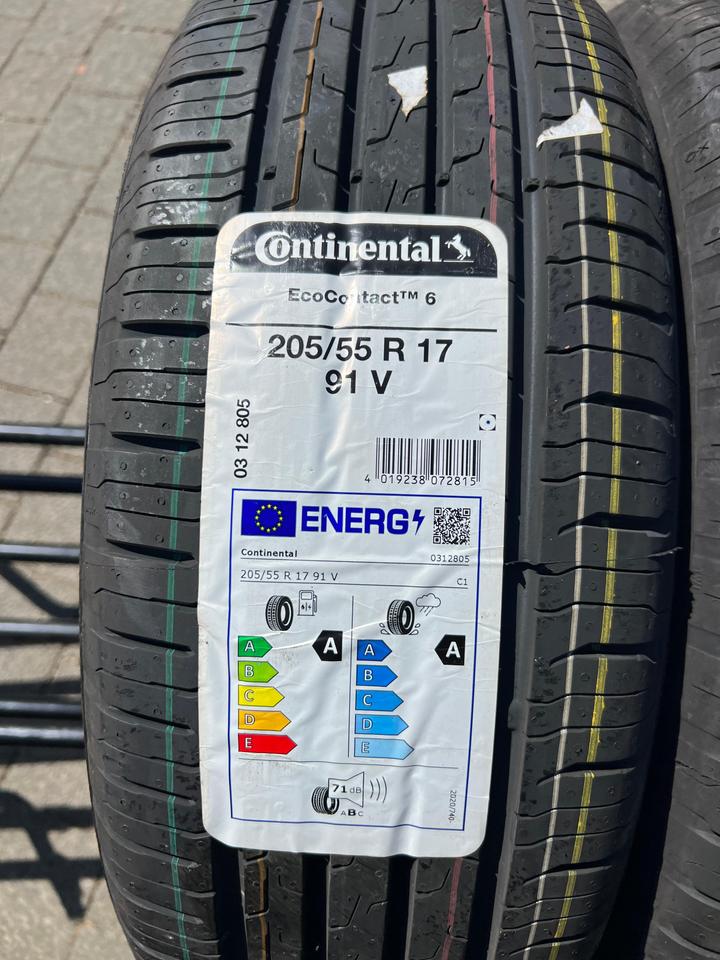 Continental
EcoContact™ 6
205/55 R 17
91 V
03 12 805
4 019238 072815
ENERG
Continental 0312805
205/55 R 17 91 V C1
A A
A A
B B
C C
D D
E E
71 dB
ABC
2020/740